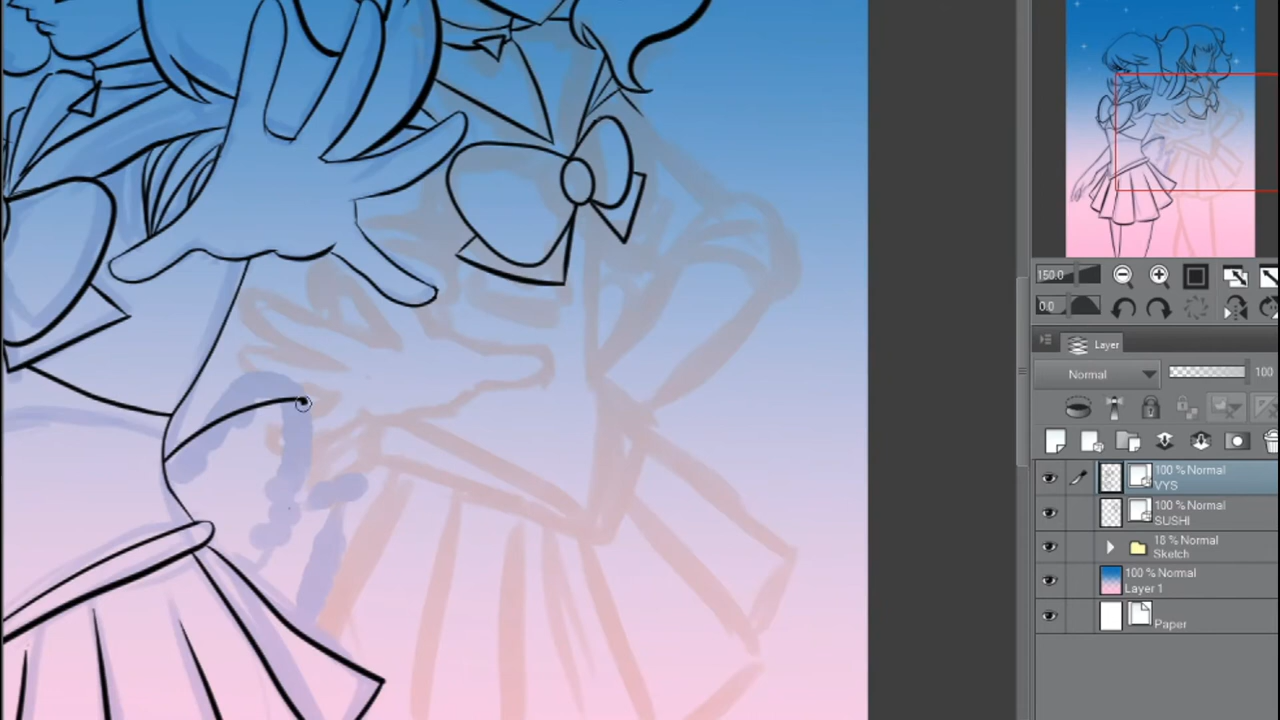 150.0
0.0
Layer
Normal
100
100 % Normal
VYS
100 % Normal
SUSHI
18 % Normal
Sketch
100 % Normal
Layer 1
Paper